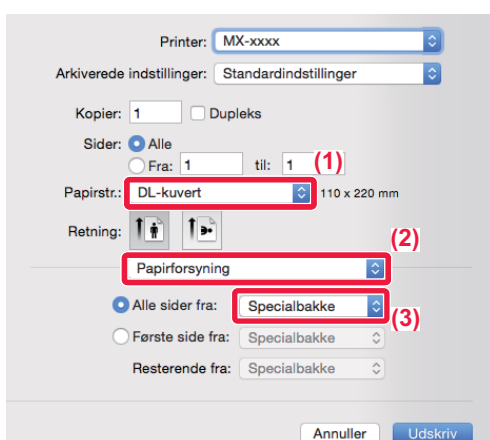 Printer: MX-xxxx
Arkiverede indstillinger: Standardindstillinger
Kopier: 1 Dupleks
Sider: Alle
Fra: 1 til: 1 (1)
Papirstr.: DL-kuvert 110 x 220 mm
Retning:
(2)
Papirforsyning
Alle sider fra: Specialbakke
(3)
Første side fra: Specialbakke
Resterende fra: Specialbakke
Annuller Udskriv